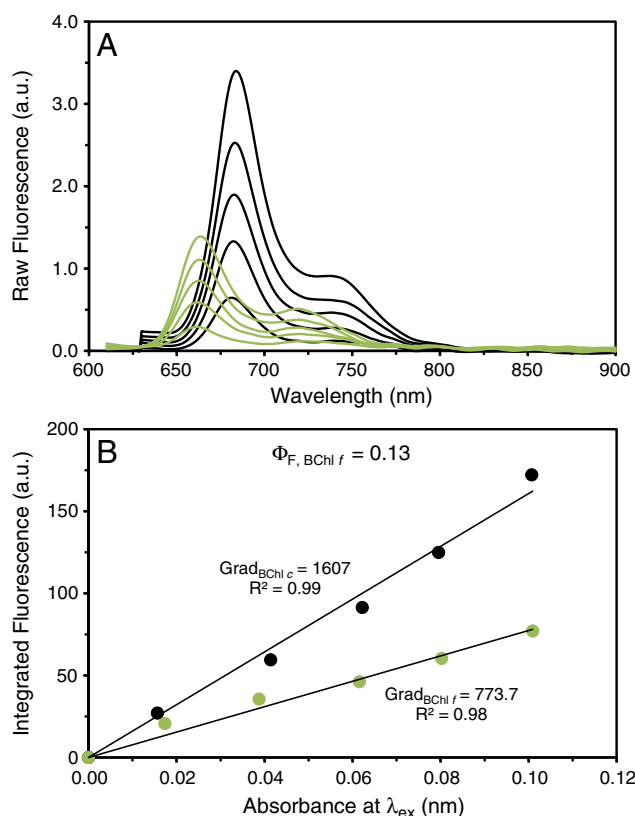 A
Raw Fluorescence (a.u.)
4.0
3.0
2.0
1.0
0.0
600 650 700 750 800 850 900
Wavelength (nm)
B
ΦF, BChl f = 0.13
Integrated Fluorescence (a.u.)
200
150
100
50
0
GradBChl c = 1607
R² = 0.99
GradBChl f = 773.7
R² = 0.98
0.00 0.02 0.04 0.06 0.08 0.10 0.12
Absorbance at λex (nm)